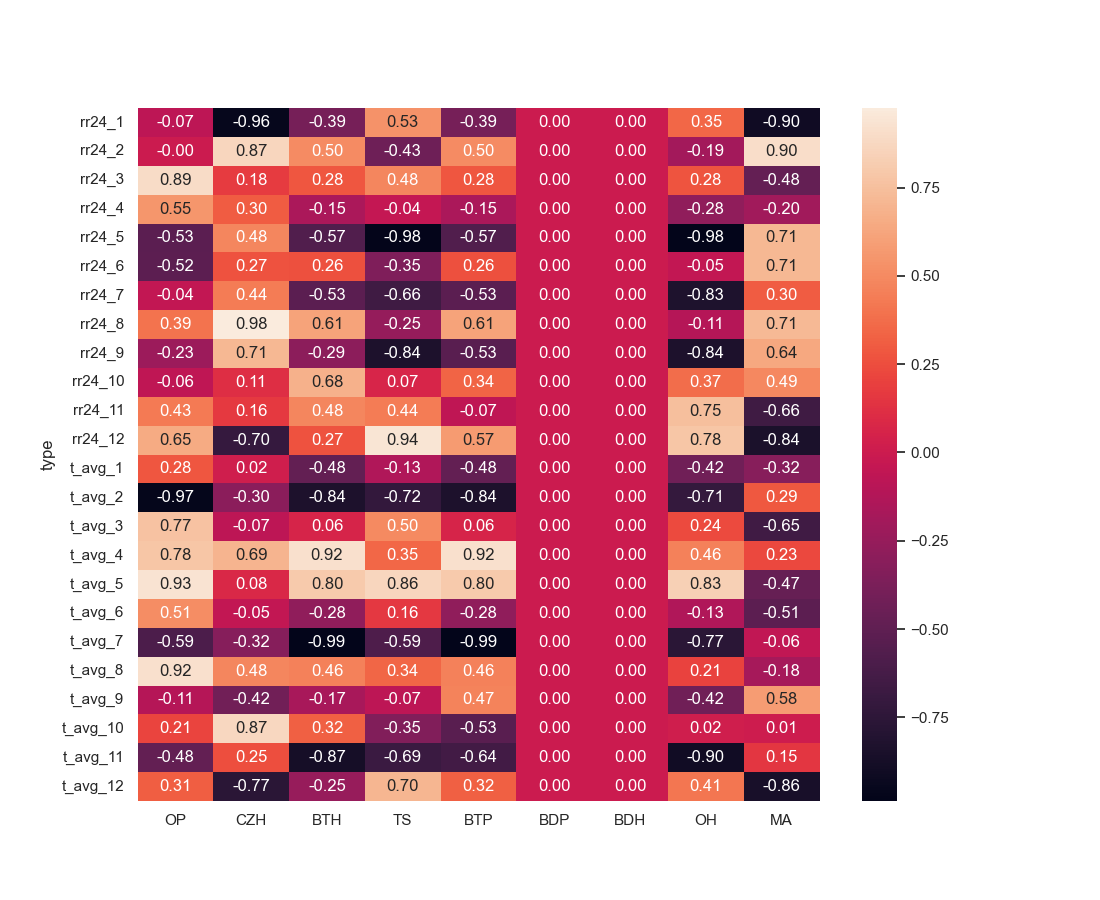 rr24_1 -0.07 -0.96 -0.39 0.53 -0.39 0.00 0.00 0.35 -0.90
rr24_2 -0.00 0.87 0.50 -0.43 0.50 0.00 0.00 -0.19 0.90
rr24_3 0.89 0.18 0.28 0.48 0.28 0.00 0.00 0.28 -0.48 0.75
rr24_4 0.55 0.30 -0.15 -0.04 -0.15 0.00 0.00 -0.28 -0.20
rr24_5 -0.53 0.48 -0.57 -0.98 -0.57 0.00 0.00 -0.98 0.71
rr24_6 -0.52 0.27 0.26 -0.35 0.26 0.00 0.00 -0.05 0.71 0.50
rr24_7 -0.04 0.44 -0.53 -0.66 -0.53 0.00 0.00 -0.83 0.30
rr24_8 0.39 0.98 0.61 -0.25 0.61 0.00 0.00 -0.11 0.71
rr24_9 -0.23 0.71 -0.29 -0.84 -0.53 0.00 0.00 -0.84 0.64 0.25
rr24_10 -0.06 0.11 0.68 0.07 0.34 0.00 0.00 0.37 0.49
rr24_11 0.43 0.16 0.48 0.44 -0.07 0.00 0.00 0.75 -0.66
rr24_12 0.65 -0.70 0.27 0.94 0.57 0.00 0.00 0.78 -0.84
type 0.00
t_avg_1 0.28 0.02 -0.48 -0.13 -0.48 0.00 0.00 -0.42 -0.32
t_avg_2 -0.97 -0.30 -0.84 -0.72 -0.84 0.00 0.00 -0.71 0.29
t_avg_3 0.77 -0.07 0.06 0.50 0.06 0.00 0.00 0.24 -0.65
t_avg_4 0.78 0.69 0.92 0.35 0.92 0.00 0.00 0.46 0.23 -0.25
t_avg_5 0.93 0.08 0.80 0.86 0.80 0.00 0.00 0.83 -0.47
t_avg_6 0.51 -0.05 -0.28 0.16 -0.28 0.00 0.00 -0.13 -0.51
t_avg_7 -0.59 -0.32 -0.99 -0.59 -0.99 0.00 0.00 -0.77 -0.06 -0.50
t_avg_8 0.92 0.48 0.46 0.34 0.46 0.00 0.00 0.21 -0.18
t_avg_9 -0.11 -0.42 -0.17 -0.07 0.47 0.00 0.00 -0.42 0.58
t_avg_10 0.21 0.87 0.32 -0.35 -0.53 0.00 0.00 0.02 0.01 -0.75
t_avg_11 -0.48 0.25 -0.87 -0.69 -0.64 0.00 0.00 -0.90 0.15
t_avg_12 0.31 -0.77 -0.25 0.70 0.32 0.00 0.00 0.41 -0.86
OP CZH BTH TS BTP BDP BDH OH MA